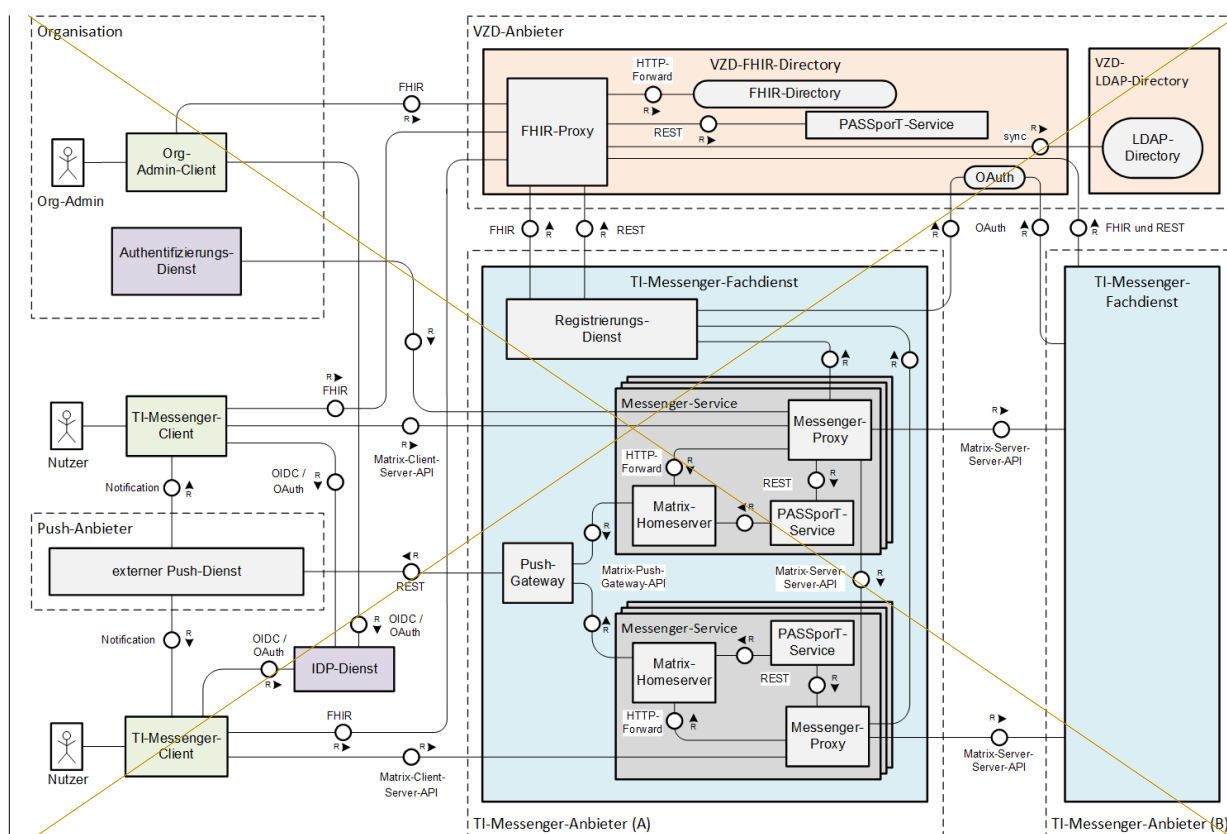 Organisation
VZD-Anbieter
VZD-FHIR-Directory
VZD-
LDAP-Directory
HTTP-
Forward
R
FHIR-Directory
FHIR
R
FHIR-Proxy
REST
R
PASSporT-Service
sync
R
LDAP-
Directory
Org-
Admin-Client
Org-Admin
OAuth
FHIR
R
R
REST
R
OAuth
R
R
FHIR und REST
Authentifizierungs-
Dienst
TI-Messenger-Fachdienst
TI-Messenger-
Fachdienst
Registrierungs-
Dienst
R
R
R
R
FHIR
TI-Messenger-
Client
Nutzer
R
Matrix-Client-
Server-API
Messenger-Service
Messenger-
Proxy
R
Matrix-Server-
Server-API
HTTP-
Forward
R
REST
R
OIDC /
OAuth
R
Notification
R
Matrix-
Homeserver
R
PASSporT-
Service
Push-Anbieter
externer Push-Dienst
R
REST
Push-
Gateway
R
Matrix-Push-
Gateway-API
Matrix-Server-
Server-API
R
Notification
R
OIDC /
OAuth
R
OIDC /
OAuth
R
IDP-Dienst
R
Messenger-Service
Matrix-
Homeserver
R
PASSporT-
Service
REST
R
HTTP-
Forward
R
Messenger-
Proxy
TI-Messenger-
Client
Nutzer
FHIR
R
R
Matrix-Client-
Server-API
R
Matrix-Server-
Server-API
TI-Messenger-Anbieter (A)
TI-Messenger-Anbieter (B)